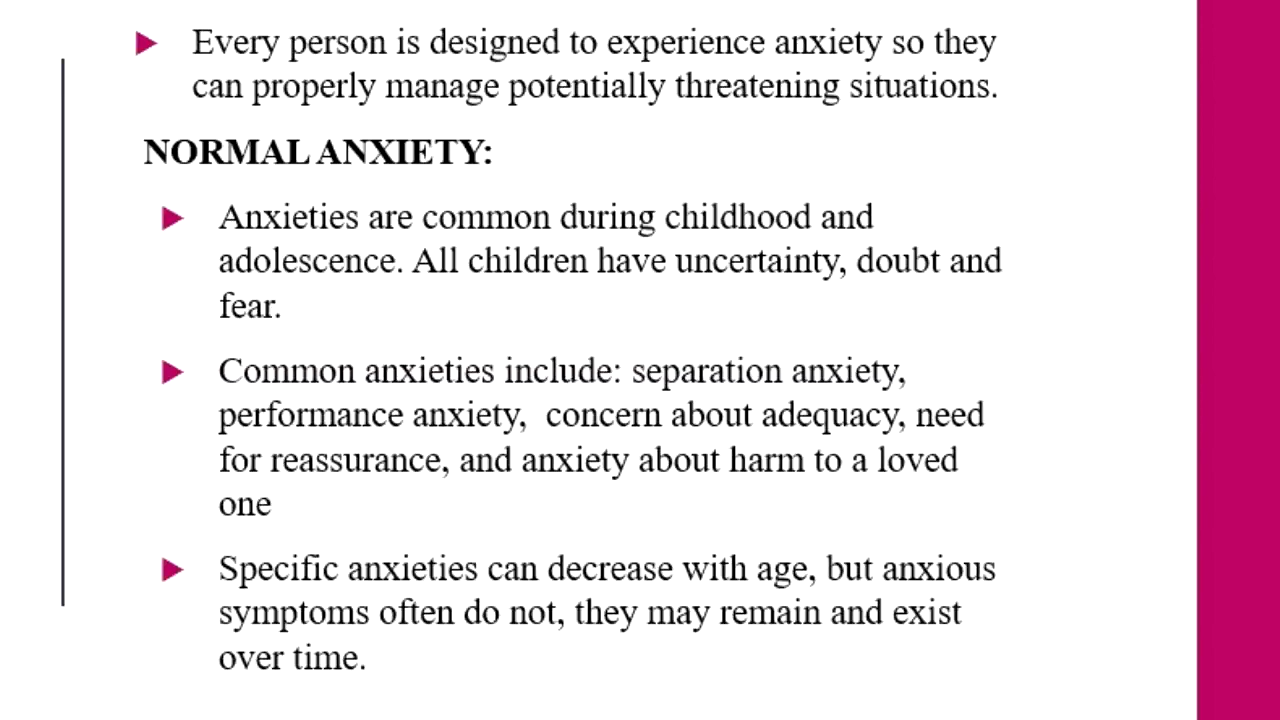 Every person is designed to experience anxiety so they
can properly manage potentially threatening situations.
NORMAL ANXIETY:
Anxieties are common during childhood and
adolescence. All children have uncertainty, doubt and
fear.
Common anxieties include: separation anxiety,
performance anxiety,  concern about adequacy, need
for reassurance, and anxiety about harm to a loved
one
Specific anxieties can decrease with age, but anxious
symptoms often do not, they may remain and exist
over time.